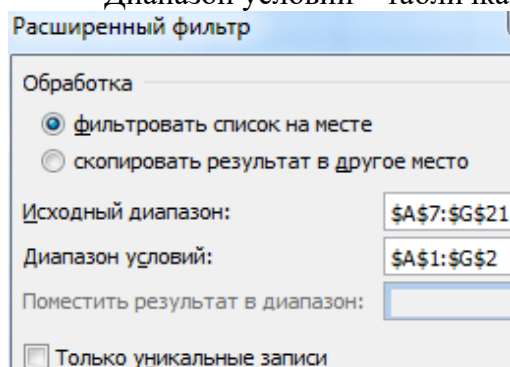 Диапазон условий – табличка
Расширенный фильтр
Обработка
фильтровать список на месте
скопировать результат в другое место
Исходный диапазон: $A$7:$G$21
Диапазон условий: $A$1:$G$2
Поместить результат в диапазон:
Только уникальные записи